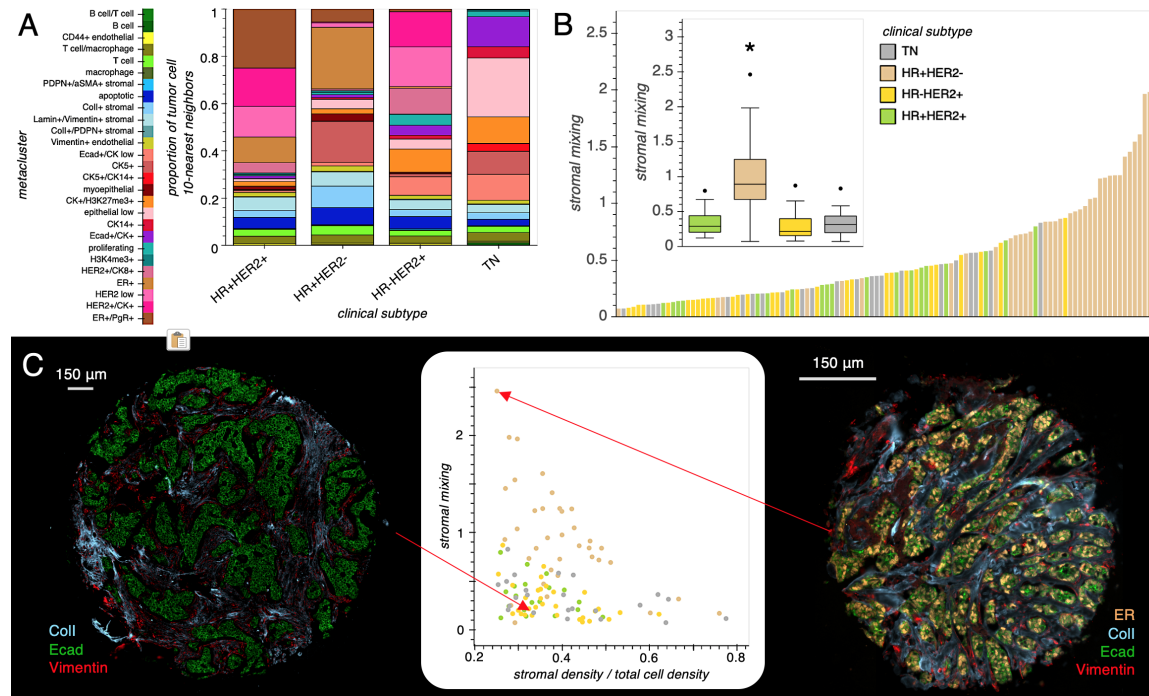 A
B cell/T cell
B cell
CD44+ endothelial
T cell/macrophage
T cell
macrophage
PDPN+/aSMA+ stromal
apoptotic
ColI+ stromal
Lamin+/Vimentin+ stromal
ColI+/PDPN+ stromal
Vimentin+ endothelial
Ecad+/CK low
CK5+
CK5+/CK14+
myoepithelial
CK+/H3K27me3+
epithelial low
CK14+
Ecad+/CK+
proliferating
H3K4me3+
HER2+/CK8+
ER+
HER2 low
HER2+/CK+
ER+/PgR+
metacluster
proportion of tumor cell
10-nearest neighbors
1
0.8
0.6
0.4
0.2
0
HR+HER2+
HR+HER2-
HR-HER2+
TN
clinical subtype
B
stromal mixing
2.5
2
1.5
1
0.5
0
stromal mixing
3
2.5
2
1.5
1
0.5
0
*
clinical subtype
TN
HR+HER2-
HR-HER2+
HR+HER2+
C
150 µm
ColI
Ecad
Vimentin
stromal mixing
2
1
0
0.2
0.4
0.6
0.8
stromal density / total cell density
150 µm
ER
ColI
Ecad
Vimentin